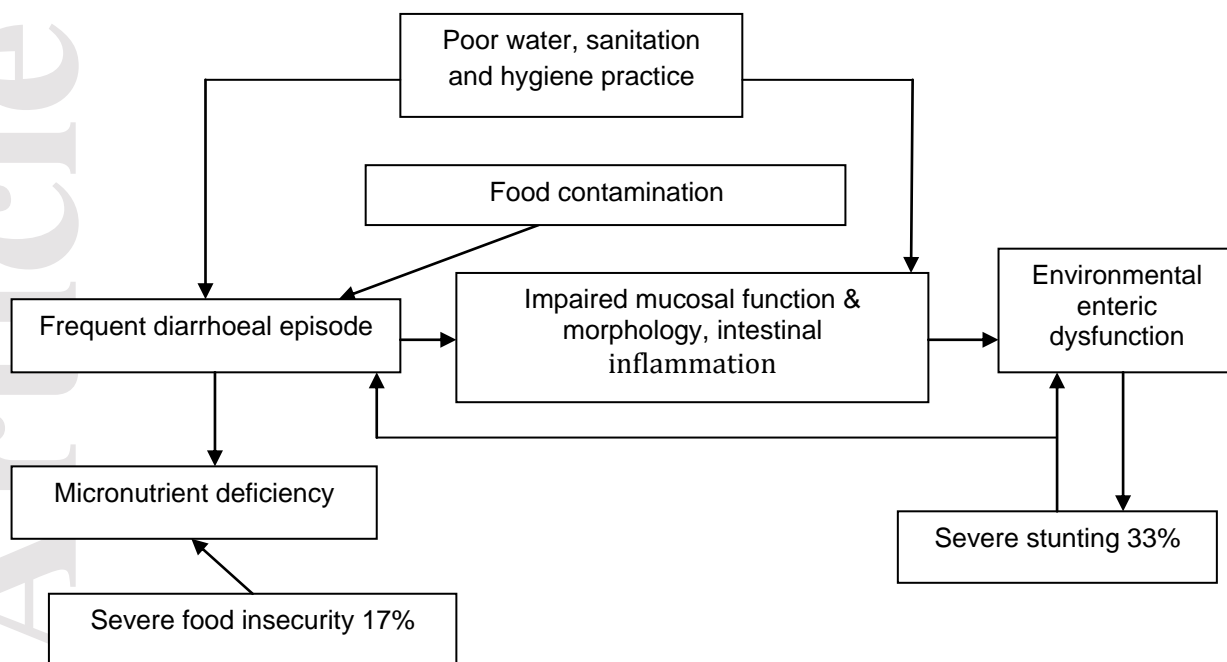 Poor water, sanitation
and hygiene practice
Food contamination
Environmental
enteric
dysfunction
Impaired mucosal function &
morphology, intestinal
inflammation
Frequent diarrhoeal episode
Micronutrient deficiency
Severe stunting 33%
Severe food insecurity 17%